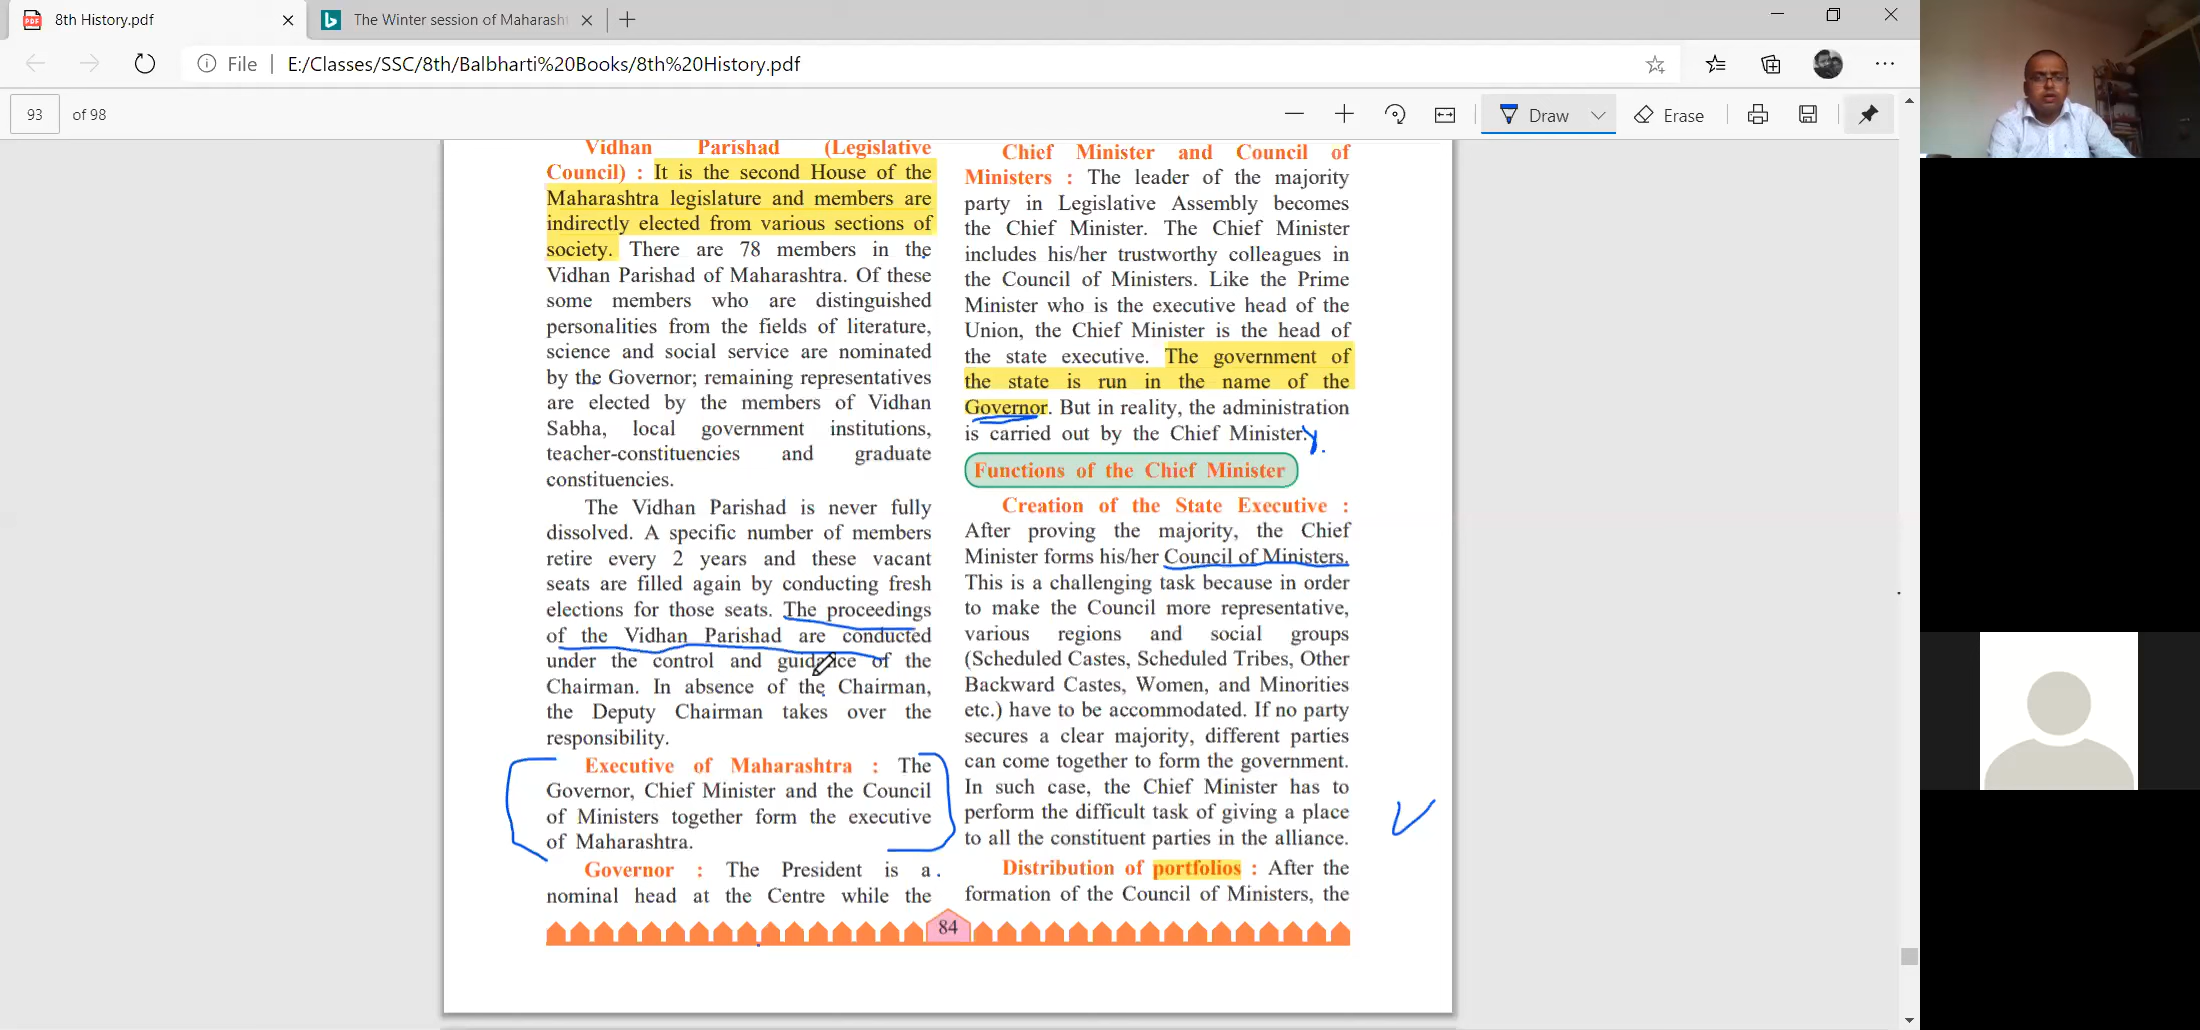 8th History.pdf
The Winter session of Maharasht
File
E:/Classes/SSC/8th/Balbharti%20Books/8th%20History.pdf
93 of 98
Draw
Erase
Vidhan Parishad (Legislative
Council) : It is the second House of the
Maharashtra legislature and members are
indirectly elected from various sections of
society. There are 78 members in the
Vidhan Parishad of Maharashtra. Of these
some members who are distinguished
personalities from the fields of literature,
science and social service are nominated
by the Governor; remaining representatives
are elected by the members of Vidhan
Sabha, local government institutions,
teacher-constituencies and graduate
constituencies.
The Vidhan Parishad is never fully
dissolved. A specific number of members
retire every 2 years and these vacant
seats are filled again by conducting fresh
elections for those seats. The proceedings
of the Vidhan Parishad are conducted
under the control and guidance of the
Chairman. In absence of the Chairman,
the Deputy Chairman takes over the
responsibility.
Executive of Maharashtra : The
Governor, Chief Minister and the Council
of Ministers together form the executive
of Maharashtra.
Governor : The President is a
nominal head at the Centre while the
Chief Minister and Council of
Ministers : The leader of the majority
party in Legislative Assembly becomes
the Chief Minister. The Chief Minister
includes his/her trustworthy colleagues in
the Council of Ministers. Like the Prime
Minister who is the executive head of the
Union, the Chief Minister is the head of
the state executive. The government of
the state is run in the name of the
Governor. But in reality, the administration
is carried out by the Chief Minister.
Functions of the Chief Minister
Creation of the State Executive :
After proving the majority, the Chief
Minister forms his/her Council of Ministers.
This is a challenging task because in order
to make the Council more representative,
various regions and social groups
(Scheduled Castes, Scheduled Tribes, Other
Backward Castes, Women, and Minorities
etc.) have to be accommodated. If no party
secures a clear majority, different parties
can come together to form the government.
In such case, the Chief Minister has to
perform the difficult task of giving a place
to all the constituent parties in the alliance.
Distribution of portfolios : After the
formation of the Council of Ministers, the
84